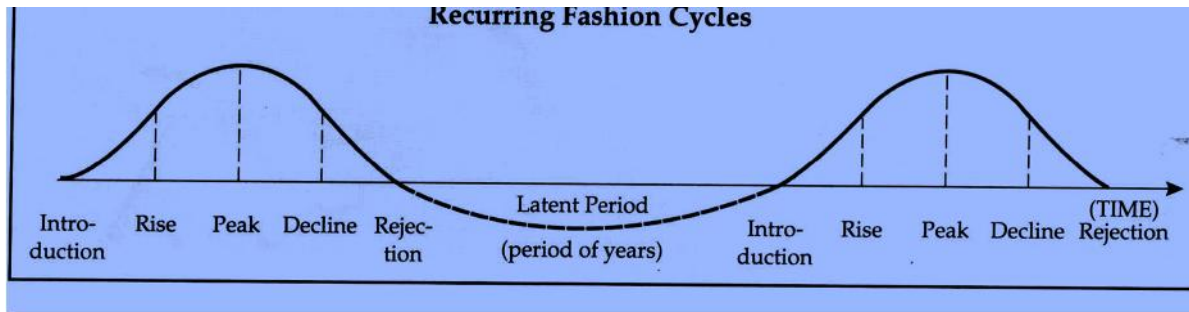 Recurring Fashion Cycles
Intro-
duction
Rise
Peak
Decline
Rejec-
tion
Latent Period
(period of years)
Intro-
duction
Rise
Peak
Decline
(TIME)
Rejection